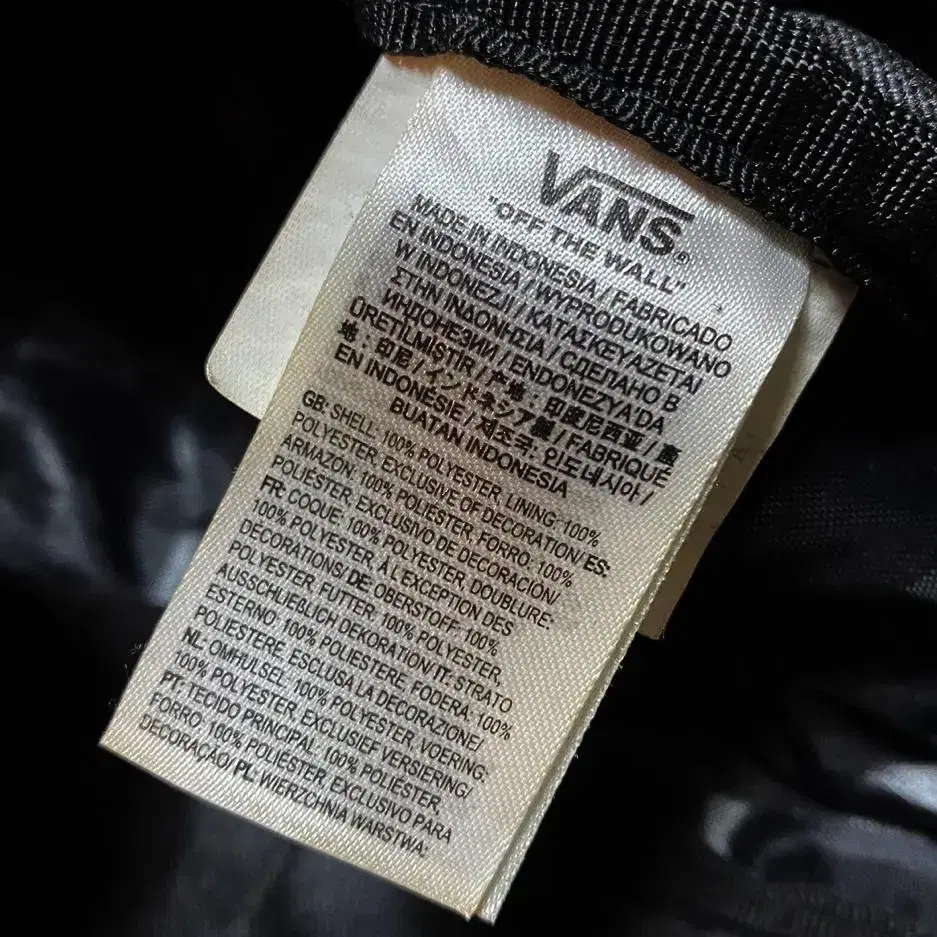 VANS®
"OFF THE WALL"
MADE IN INDONESIA / FABRICADO
EN INDONESIA / WYPRODUKOWANO
W INDONEZJI / ΚΑΤΑΣΚΕΥΑΖΕΤΑΙ
ΣΤΗΝ ΙΝΔΟΝΗΣΙΑ / СДЕЛАНО В
ИНДОНЕЗИИ / ENDONEZYA'DA
ÜRETİLMİŞTİR / 产地：印度尼西亚 / 產
地：印尼 / インドネシア製 / FABRIQUÉ
EN INDONÉSIE / 제조국: 인도네시아 /
BUATAN INDONESIA
GB: SHELL: 100% POLYESTER, LINING: 100%
POLYESTER, EXCLUSIVE OF DECORATION/ES:
ARMAZON: 100% POLIÉSTER, FORRO: 100%
POLIÉSTER, EXCLUSIVO DE DECORACIÓN/
FR: COQUE: 100% POLYESTER, DOUBLURE:
100% POLYESTER, À L'EXCEPTION DES
DÉCORATIONS/ DE: OBERSTOFF: 100%
POLYESTER, FUTTER: 100% POLYESTER,
AUSSCHLIEßLICH DEKORATION/ IT: STRATO
ESTERNO: 100% POLIESTERE, FODERA: 100%
POLIESTERE, ESCLUSA LA DECORAZIONE/
NL: OMHULSEL: 100% POLYESTER, VOERING:
100% POLYESTER, EXCLUSIEF VERSIERING/
PT: TECIDO PRINCIPAL: 100% POLIÉSTER,
FORRO: 100% POLIÉSTER, EXCLUSIVO PARA
DECORAÇÃO/ PL: WIERZCHNIA WARSTWA: